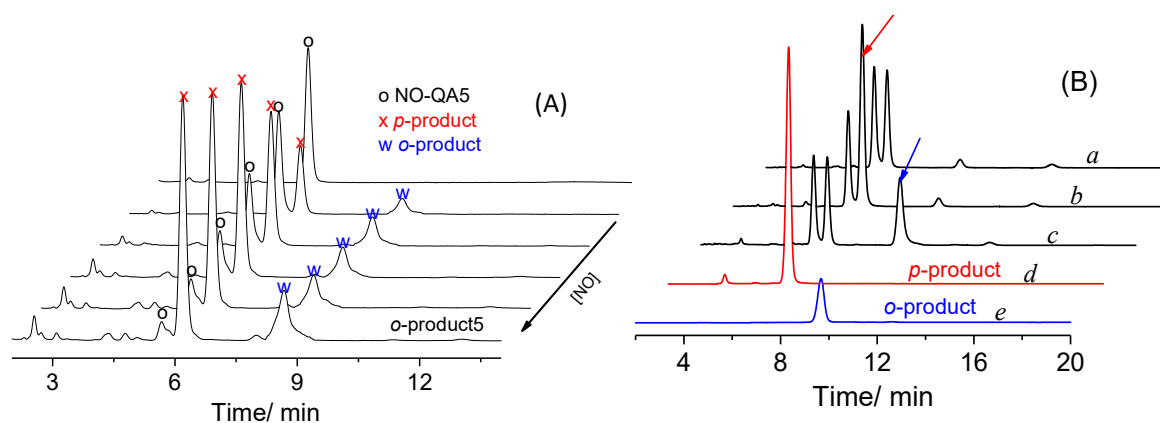 (A)
o NO-QA5
x p-product
w o-product
o
x x x x o x
o w
o w
o w
o w
o w
[NO]
o-product5
3 6 9 12
Time/ min
(B)
a
b
c
p-product d
o-product e
4 8 12 16 20
Time/ min